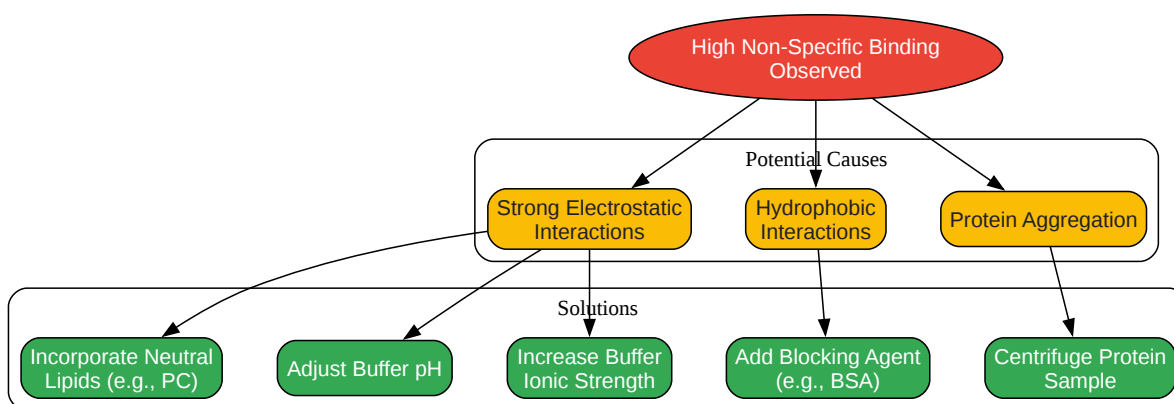 High Non-Specific Binding
Observed
Potential Causes
Strong Electrostatic
Interactions
Hydrophobic
Interactions
Protein Aggregation
Solutions
Incorporate Neutral
Lipids (e.g., PC)
Adjust Buffer pH
Increase Buffer
Ionic Strength
Add Blocking Agent
(e.g., BSA)
Centrifuge Protein
Sample